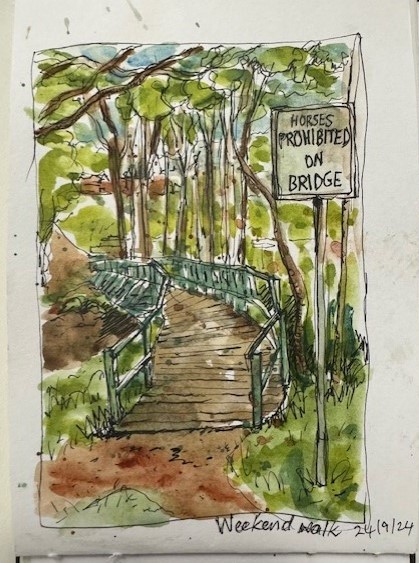 HORSES
PROHIBITED
ON
BRIDGE
Weekend walk 24/9/24